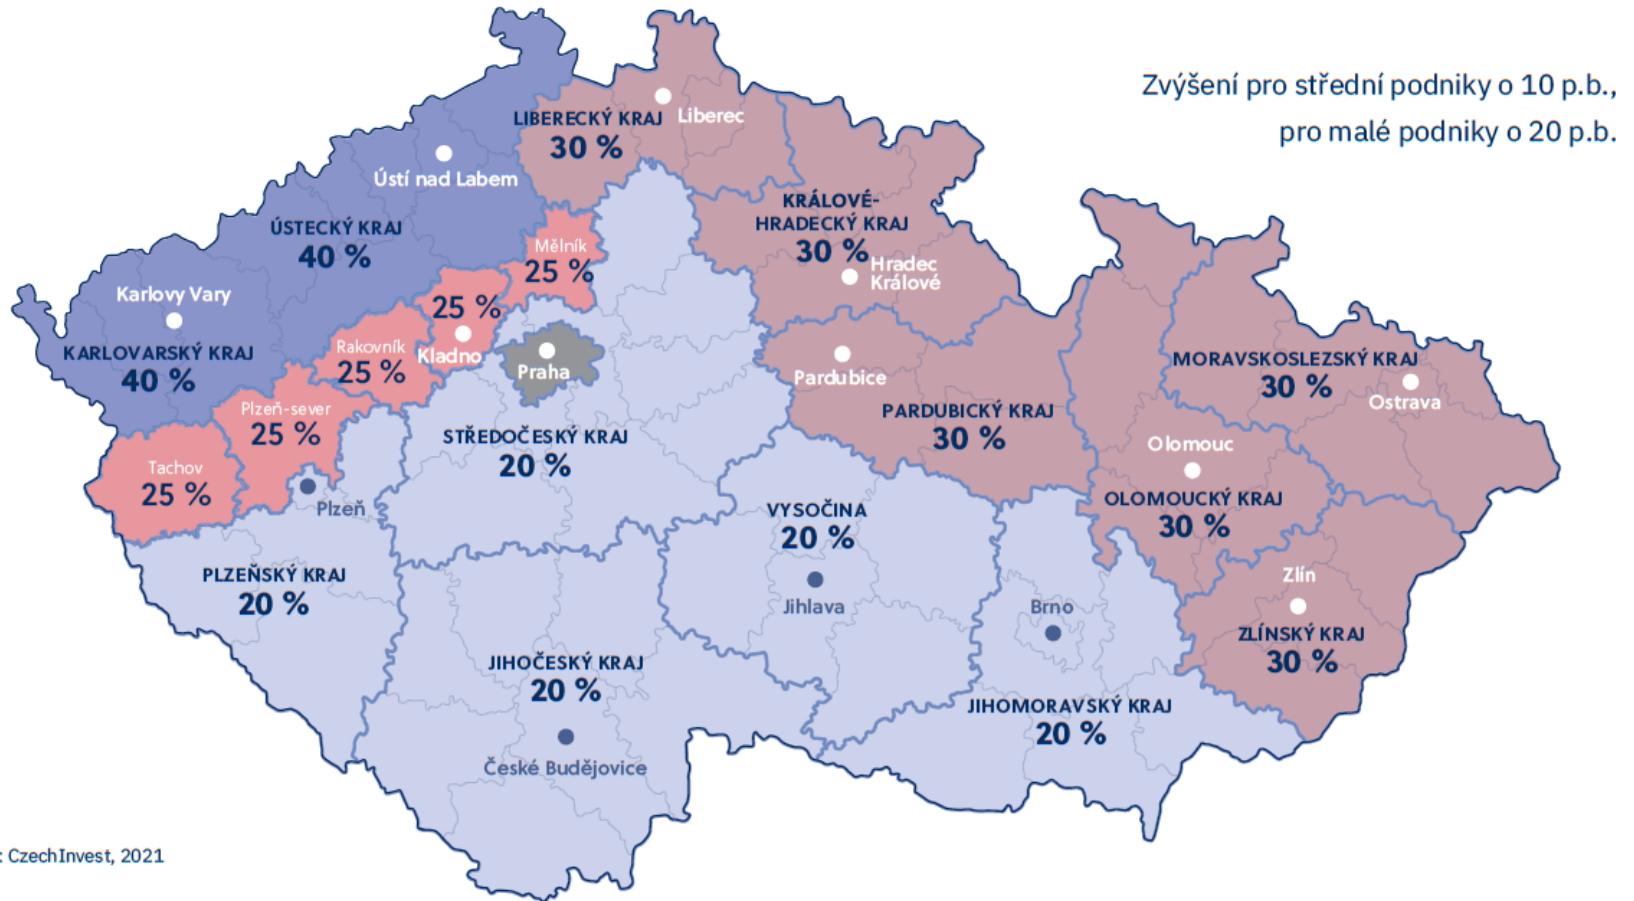 Zvýšení pro střední podniky o 10 p.b.,
pro malé podniky o 20 p.b.
LIBERECKÝ KRAJ
30 %
Liberec
Ústí nad Labem
ÚSTECKÝ KRAJ
40 %
KRÁLOVÉ-
HRADECKÝ KRAJ
30 %
Hradec
Králové
Mělník
25 %
Karlovy Vary
KARLOVARSKÝ KRAJ
40 %
25 %
Kladno
Rakovník
25 %
Praha
Pardubice
PARDUBICKÝ KRAJ
30 %
MORAVSKOSLEZSKÝ KRAJ
30 %
Ostrava
Plzeň-sever
25 %
Tachov
25 %
Plzeň
STŘEDOČESKÝ KRAJ
20 %
Olomouc
OLOMOUCKÝ KRAJ
30 %
VYSOČINA
20 %
Jihlava
PLZEŇSKÝ KRAJ
20 %
Brno
Zlín
ZLÍNSKÝ KRAJ
30 %
JIHOČESKÝ KRAJ
20 %
České Budějovice
JIHOMORAVSKÝ KRAJ
20 %
: CzechInvest, 2021